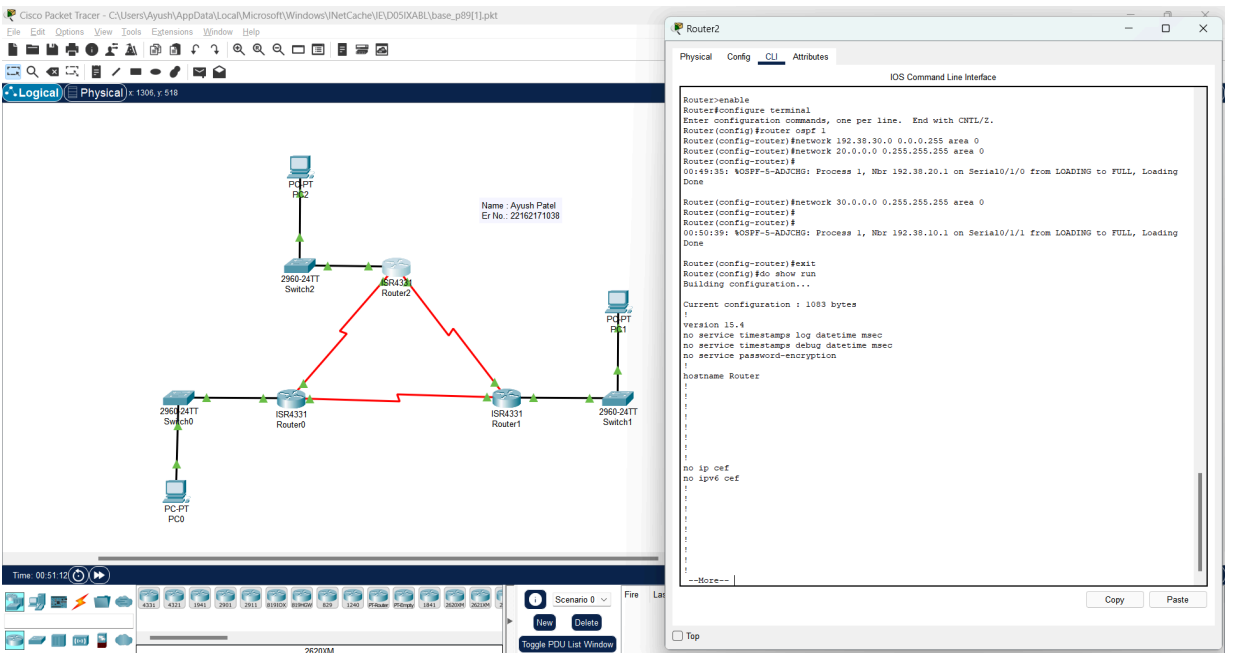 Cisco Packet Tracer - C:\Users\Ayush\AppData\Local\Microsoft\Windows\INetCache\IE\D05IXABL\base_p89[1].pkt
File Edit Options View Tools Extensions Window Help
Logical Physical x: 1306, y: 518
PC-PT
PC2
Name : Ayush Patel
Er No.: 22162171038
2960-24TT
Switch2
ISR4331
Router2
PC-PT
PC1
2960-24TT
Switch0
ISR4331
Router0
ISR4331
Router1
2960-24TT
Switch1
PC-PT
PC0
Time: 00:51:12
4331 4321 1941 2901 2911 819IOX 819HGW 829 1240 PT-Router PT-Empty 1841 2620XM 2621XM
2620XM
Scenario 0
New Delete
Toggle PDU List Window
Fire
Router2
Physical Config CLI Attributes
IOS Command Line Interface
Router>enable
Router#configure terminal
Enter configuration commands, one per line. End with CNTL/Z.
Router(config)#router ospf 1
Router(config-router)#network 192.38.30.0 0.0.0.255 area 0
Router(config-router)#network 20.0.0.0 0.255.255.255 area 0
Router(config-router)#
00:49:35: %OSPF-5-ADJCHG: Process 1, Nbr 192.38.20.1 on Serial0/1/0 from LOADING to FULL, Loading
Done
Router(config-router)#network 30.0.0.0 0.255.255.255 area 0
Router(config-router)#
Router(config-router)#
00:50:39: %OSPF-5-ADJCHG: Process 1, Nbr 192.38.10.1 on Serial0/1/1 from LOADING to FULL, Loading
Done
Router(config-router)#exit
Router(config)#do show run
Building configuration...
Current configuration : 1083 bytes
!
version 15.4
no service timestamps log datetime msec
no service timestamps debug datetime msec
no service password-encryption
!
hostname Router
!
!
!
!
!
!
!
!
no ip cef
no ipv6 cef
!
!
!
!
!
!
!
!
!
--More--
Copy Paste
Top